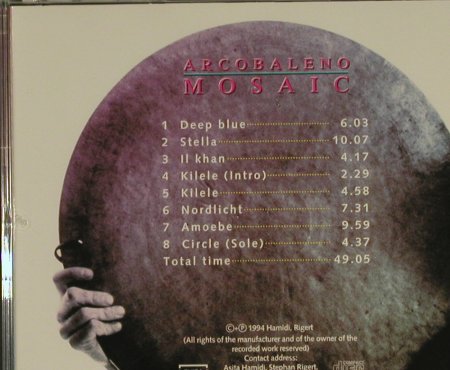 ARCOBALENO
MOSAIC
1 Deep blue 6.03
2 Stella 10.07
3 Il khan 4.17
4 Kilele (Intro) 2.29
5 Kilele 4.58
6 Nordlicht 7.31
7 Amoebe 9.59
8 Circle (Sole) 4.37
Total time 49.05
©+℗ 1994 Hamidi, Rigert
(All rights of the manufacturer and of the owner of the
recorded work reserved)
Contact address:
Asita Hamidi, Stephan Rigert,
COMPACT